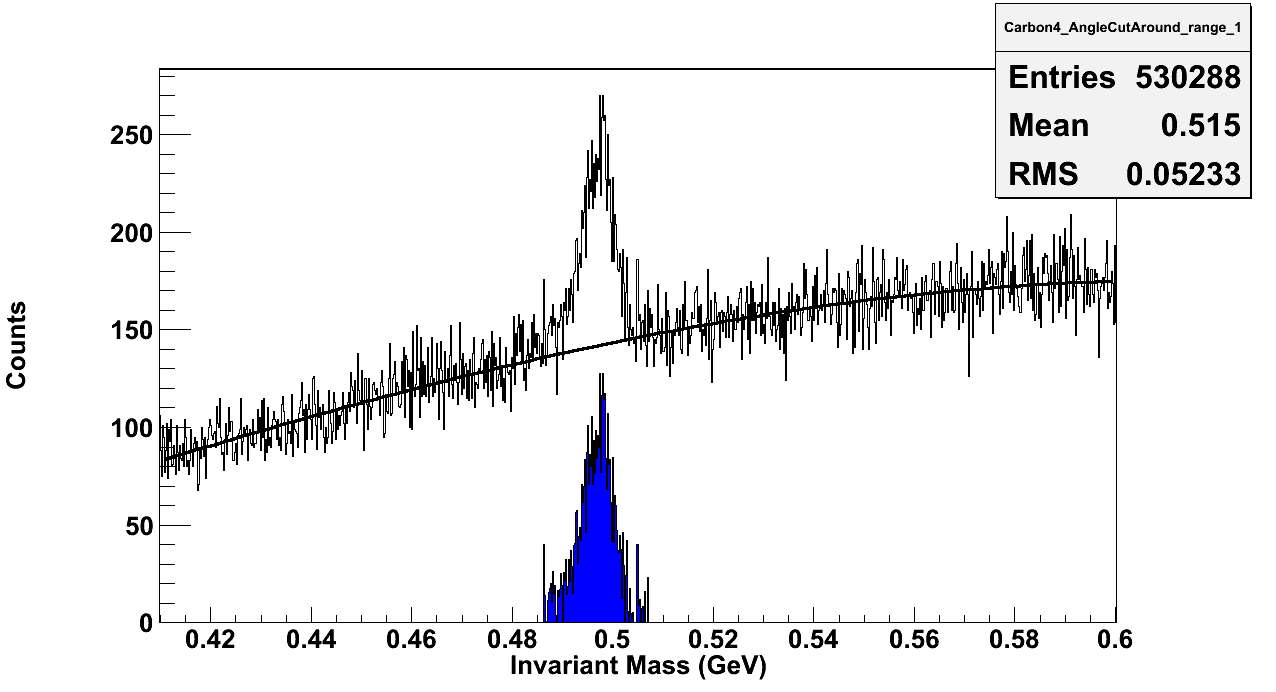 Carbon4_AngleCutAround_range_1
Entries 530288
Mean 0.515
RMS 0.05233
250
200
150
100
50
0
Counts
0.42 0.44 0.46 0.48 0.5 0.52 0.54 0.56 0.58 0.6
Invariant Mass (GeV)